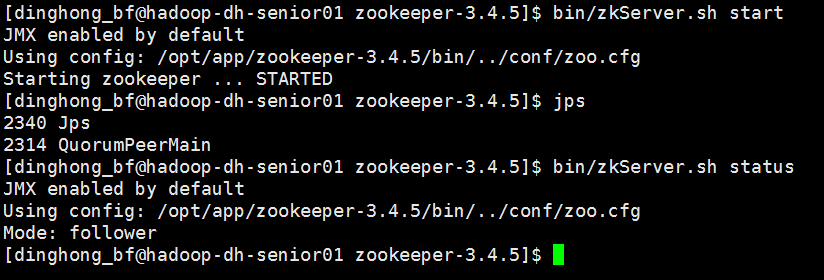 [dinghong_bf@hadoop-dh-senior01 zookeeper-3.4.5]$ bin/zkServer.sh start
JMX enabled by default
Using config: /opt/app/zookeeper-3.4.5/bin/../conf/zoo.cfg
Starting zookeeper ... STARTED
[dinghong_bf@hadoop-dh-senior01 zookeeper-3.4.5]$ jps
2340 Jps
2314 QuorumPeerMain
[dinghong_bf@hadoop-dh-senior01 zookeeper-3.4.5]$ bin/zkServer.sh status
JMX enabled by default
Using config: /opt/app/zookeeper-3.4.5/bin/../conf/zoo.cfg
Mode: follower
[dinghong_bf@hadoop-dh-senior01 zookeeper-3.4.5]$